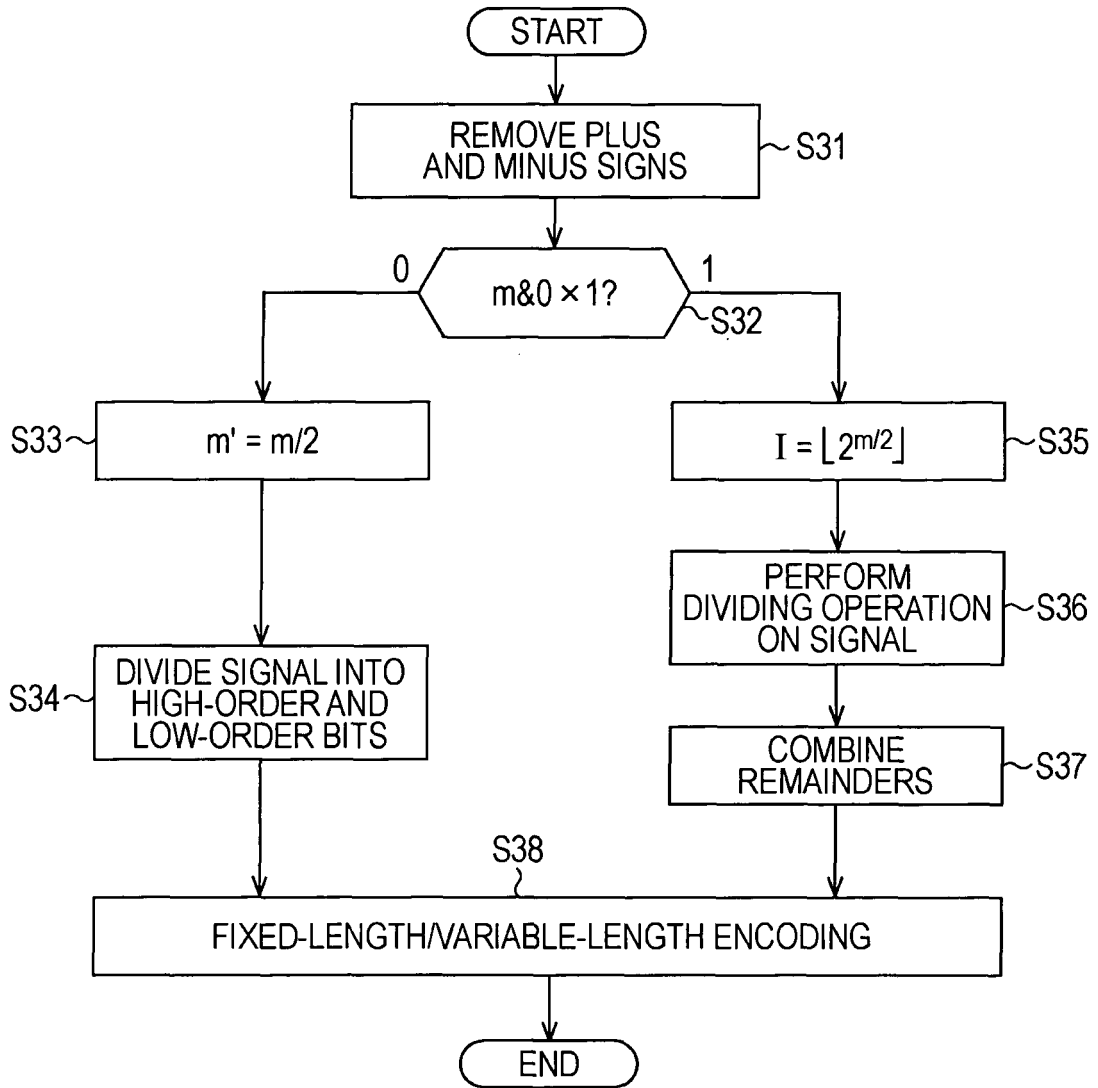 START
REMOVE PLUS
AND MINUS SIGNS
S31
0
1
m&0 × 1?
S32
S33
m' = m/2
I = ⌊2^{m/2}⌋
S35
PERFORM
DIVIDING OPERATION
ON SIGNAL
S36
S34
DIVIDE SIGNAL INTO
HIGH-ORDER AND
LOW-ORDER BITS
COMBINE
REMAINDERS
S37
S38
FIXED-LENGTH/VARIABLE-LENGTH ENCODING
END